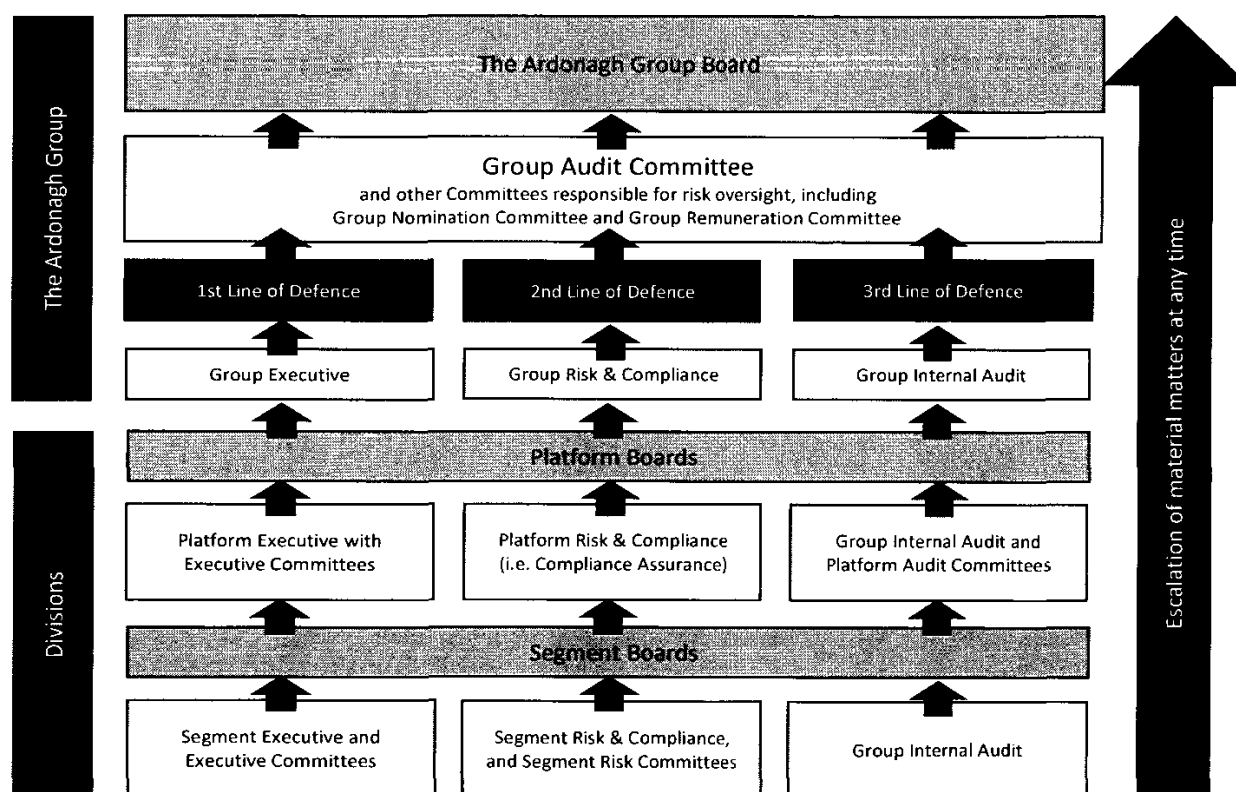 The Ardonagh Group
The Ardonagh Group Board
Group Audit Committee
and other Committees responsible for risk oversight, including
Group Nomination Committee and Group Remuneration Committee
1st Line of Defence
2nd Line of Defence
3rd Line of Defence
Group Executive
Group Risk & Compliance
Group Internal Audit
Divisions
Platform Boards
Platform Executive with
Executive Committees
Platform Risk & Compliance
(i.e. Compliance Assurance)
Group Internal Audit and
Platform Audit Committees
Segment Boards
Segment Executive and
Executive Committees
Segment Risk & Compliance,
and Segment Risk Committees
Group Internal Audit
Escalation of material matters at any time